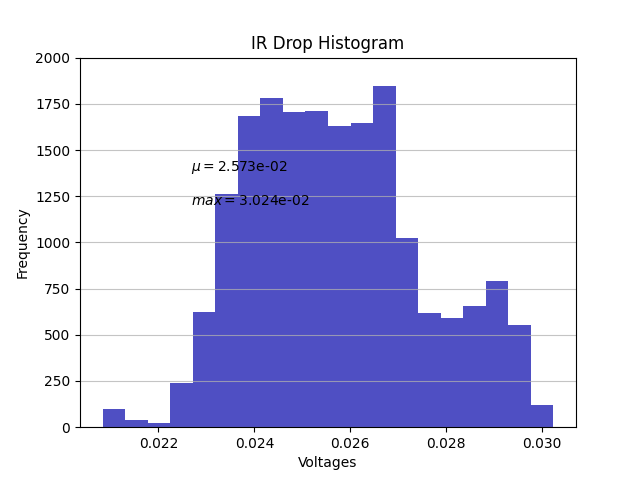 IR Drop Histogram
2000
1750
1500
1250
1000
750
500
250
0
Frequency
μ = 2.573e-02
max = 3.024e-02
0.022 0.024 0.026 0.028 0.030
Voltages